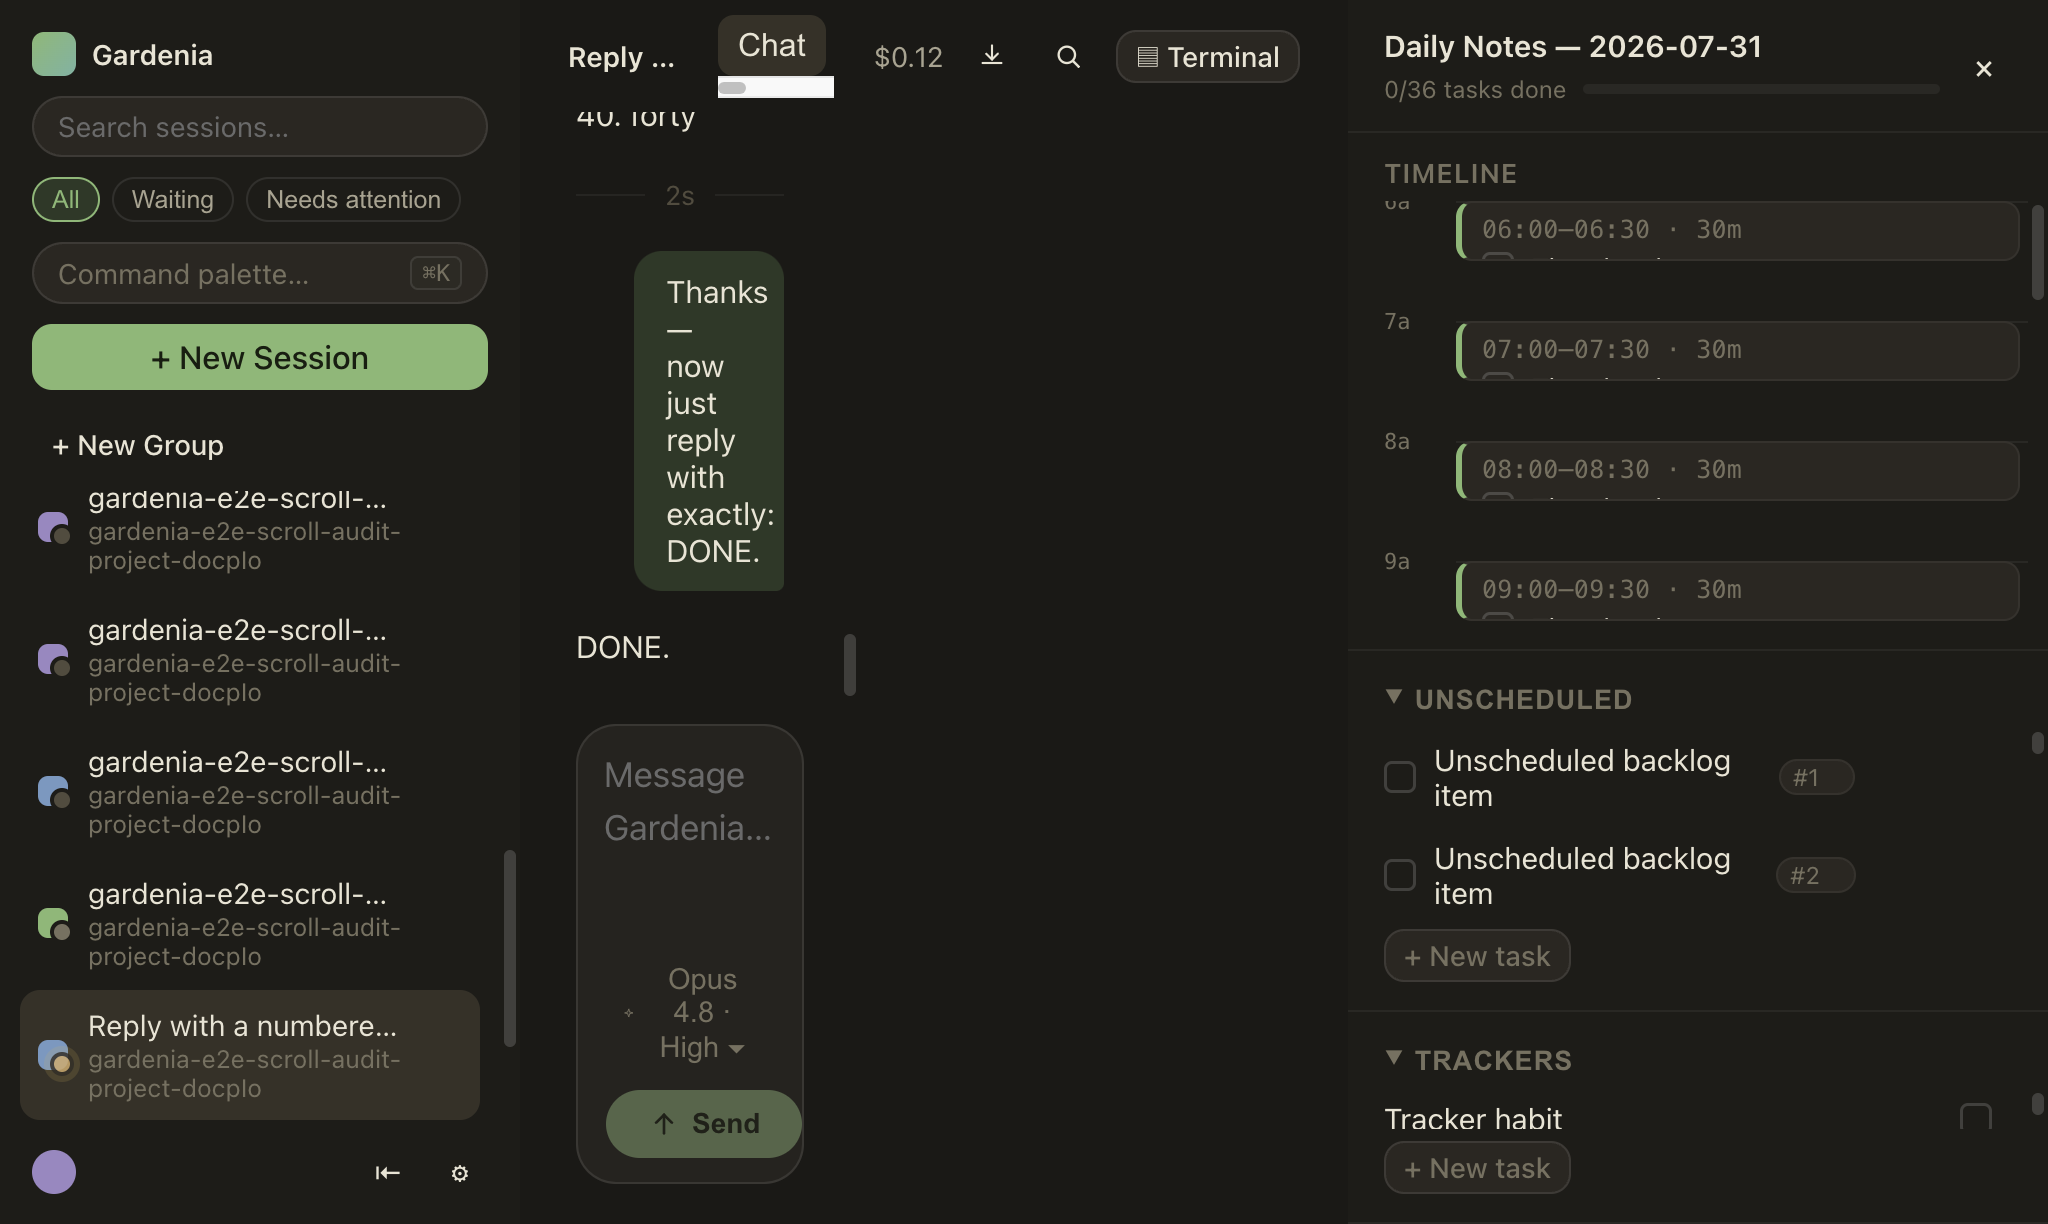 Gardenia
Search sessions...
All
Waiting
Needs attention
Command palette...
⌘K
+ New Session
+ New Group
gardenia-e2e-scroll-...
gardenia-e2e-scroll-audit-
project-docplo
gardenia-e2e-scroll-...
gardenia-e2e-scroll-audit-
project-docplo
gardenia-e2e-scroll-...
gardenia-e2e-scroll-audit-
project-docplo
gardenia-e2e-scroll-...
gardenia-e2e-scroll-audit-
project-docplo
Reply with a numbere...
gardenia-e2e-scroll-audit-
project-docplo
Reply ...
Chat
$0.12
Terminal
40. forty
2s
Thanks
—
now
just
reply
with
exactly:
DONE.
DONE.
Message
Gardenia...
Opus
4.8 ·
High
↑ Send
Daily Notes — 2026-07-31
0/36 tasks done
×
TIMELINE
6a
06:00–06:30 · 30m
7a
07:00–07:30 · 30m
8a
08:00–08:30 · 30m
9a
09:00–09:30 · 30m
▼ UNSCHEDULED
Unscheduled backlog
item
#1
Unscheduled backlog
item
#2
+ New task
▼ TRACKERS
Tracker habit
+ New task